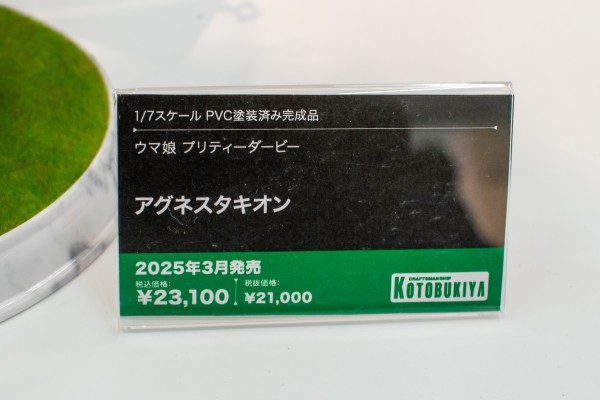 1/7スケール PVC塗装済み完成品
ウマ娘 プリティーダービー
アグネスタキオン
2025年3月発売
税込価格: 税抜価格:
¥23,100 ¥21,000
CRAFTSMANSHIP
KOTOBUKIYA